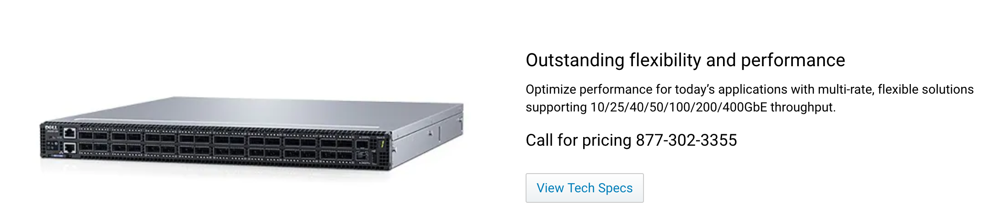 DELL
Outstanding flexibility and performance
Optimize performance for today’s applications with multi-rate, flexible solutions
supporting 10/25/40/50/100/200/400GbE throughput.
Call for pricing 877-302-3355
View Tech Specs